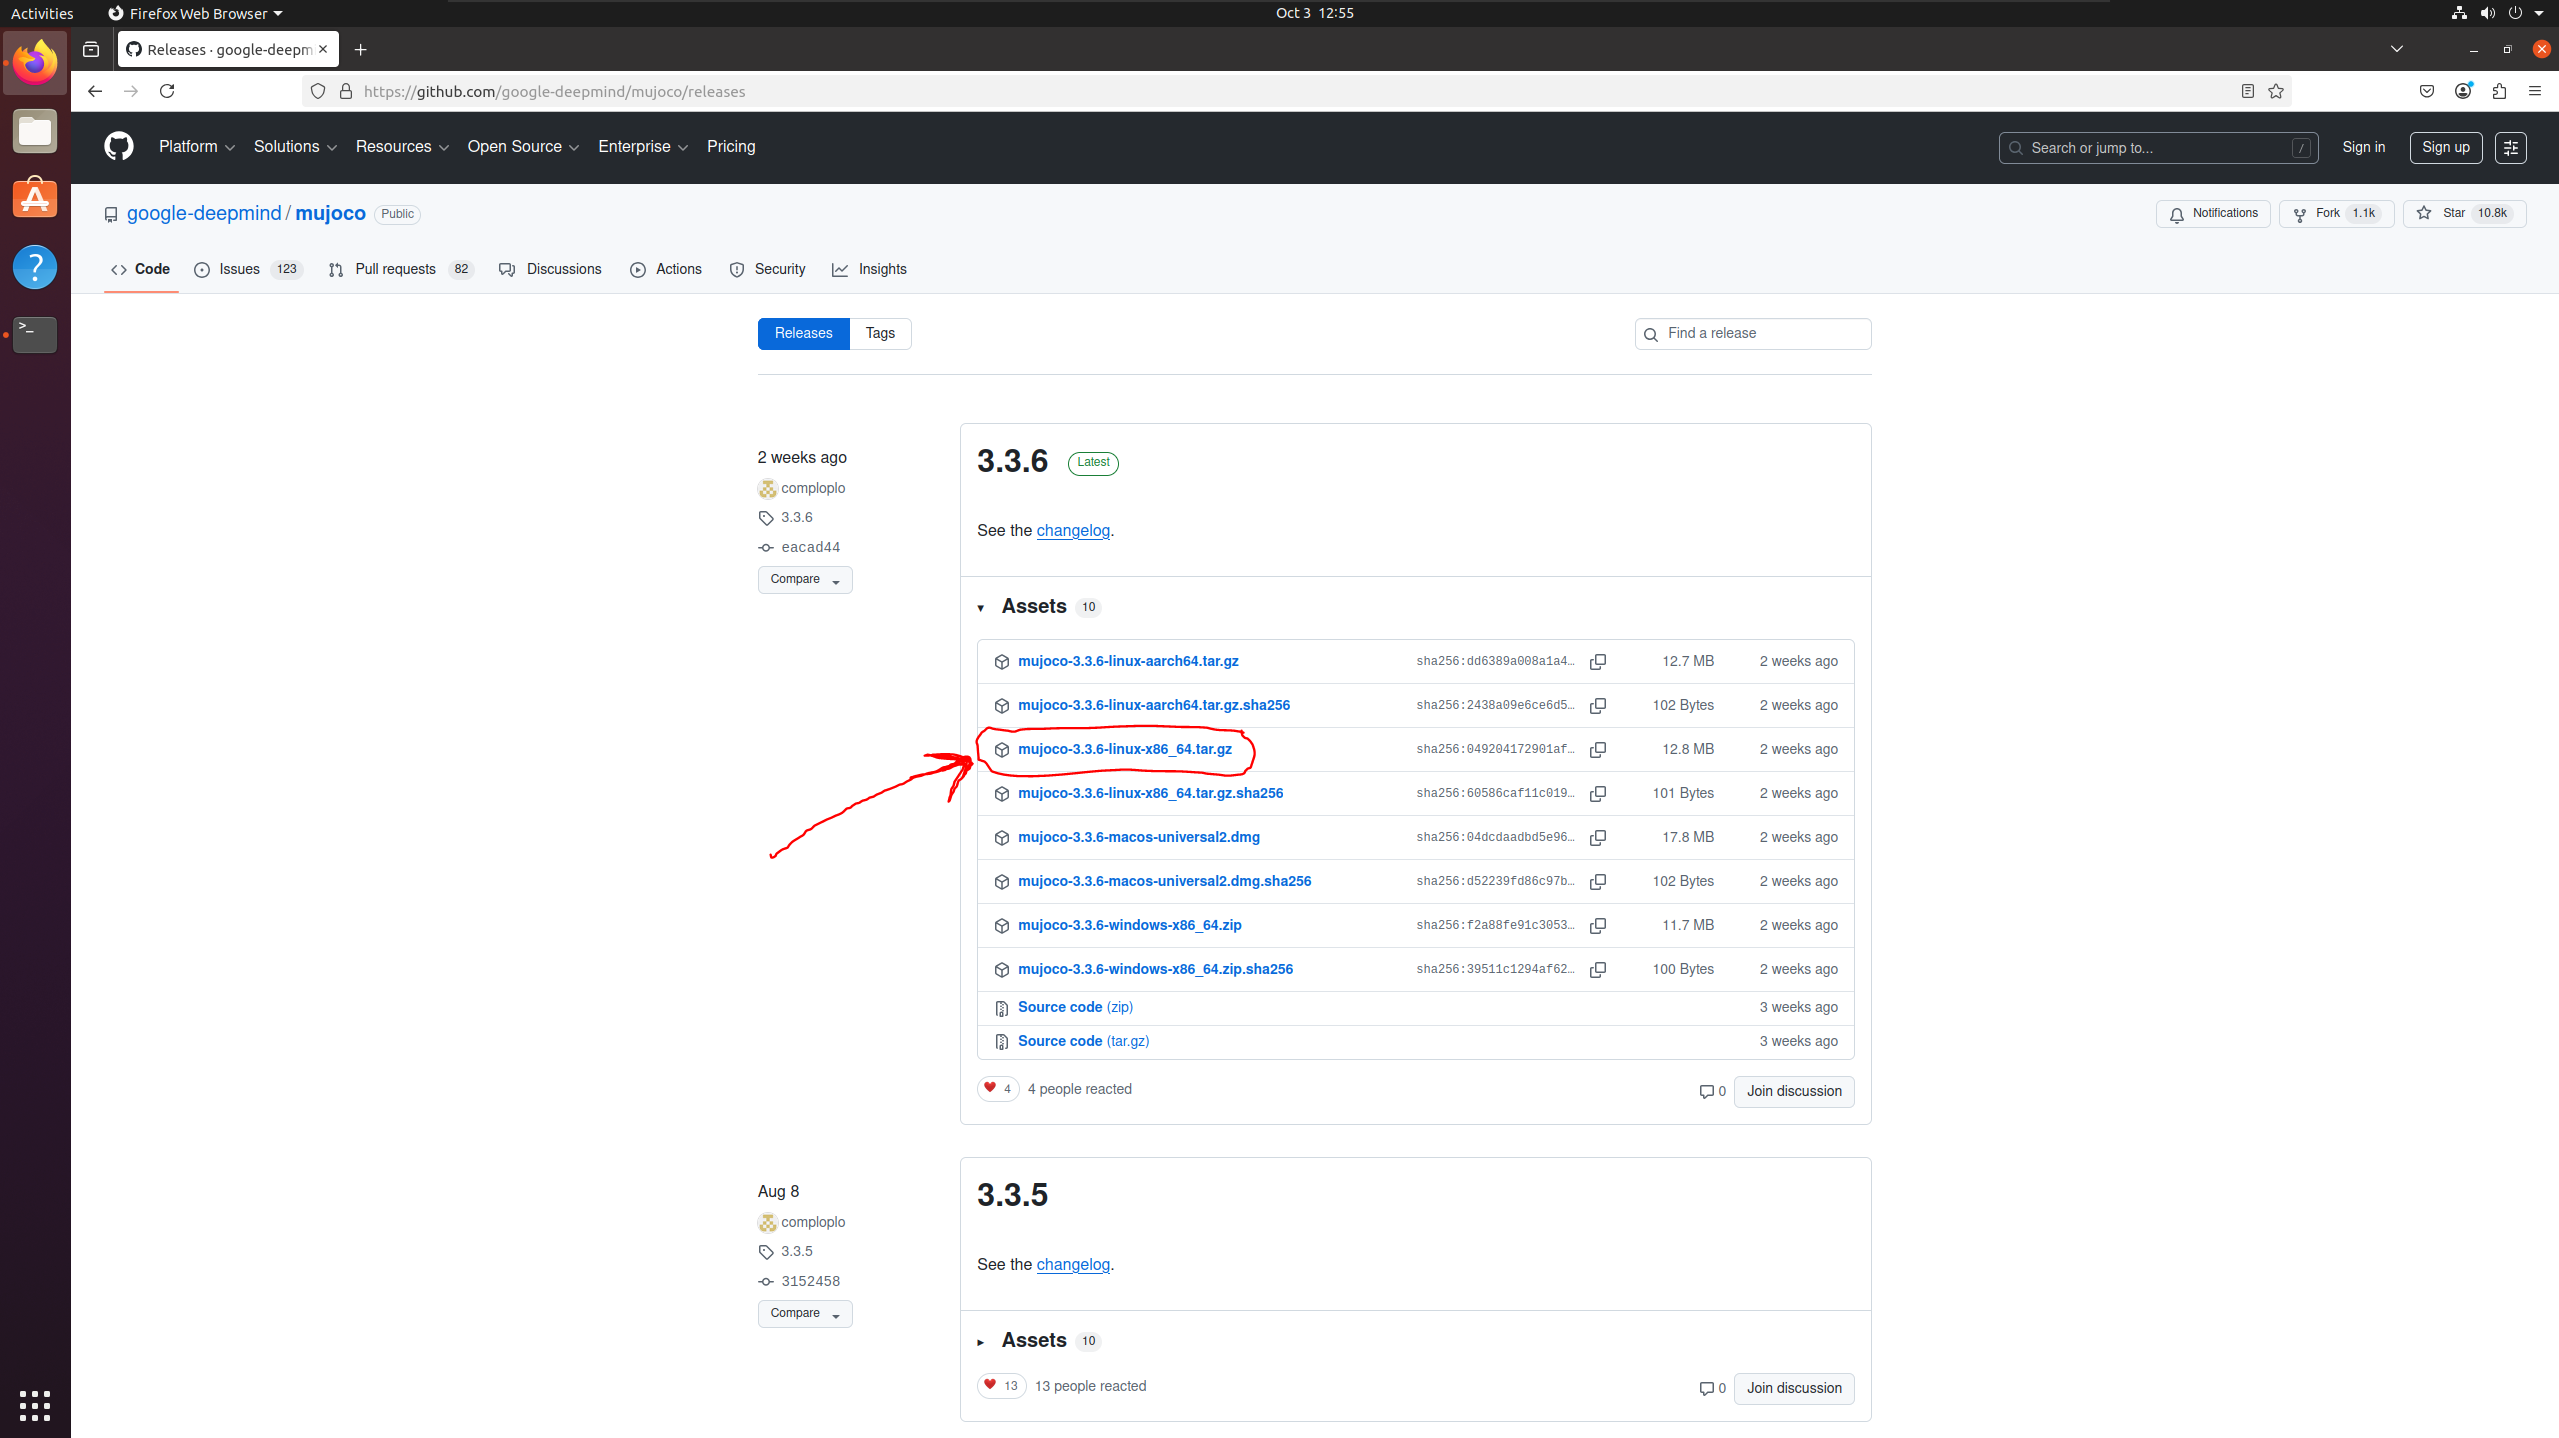 Activities Firefox Web Browser Oct 3 12:55
Releases · google-deepm
https://github.com/google-deepmind/mujoco/releases
Platform Solutions Resources Open Source Enterprise Pricing Search or jump to... / Sign in Sign up
google-deepmind / mujoco Public Notifications Fork 1.1k Star 10.8k
Code Issues 123 Pull requests 82 Discussions Actions Security Insights
Releases Tags Find a release
2 weeks ago
comploplo
3.3.6
eacad44
Compare
3.3.6 Latest
See the changelog.
Assets 10
mujoco-3.3.6-linux-aarch64.tar.gz sha256:dd6389a008a1a4… 12.7 MB 2 weeks ago
mujoco-3.3.6-linux-aarch64.tar.gz.sha256 sha256:2438a09e6ce6d5… 102 Bytes 2 weeks ago
mujoco-3.3.6-linux-x86_64.tar.gz sha256:049204172901af… 12.8 MB 2 weeks ago
mujoco-3.3.6-linux-x86_64.tar.gz.sha256 sha256:60586caf11c019… 101 Bytes 2 weeks ago
mujoco-3.3.6-macos-universal2.dmg sha256:04dcdaadbd5e96… 17.8 MB 2 weeks ago
mujoco-3.3.6-macos-universal2.dmg.sha256 sha256:d52239fd86c97b… 102 Bytes 2 weeks ago
mujoco-3.3.6-windows-x86_64.zip sha256:f2a88fe91c3053… 11.7 MB 2 weeks ago
mujoco-3.3.6-windows-x86_64.zip.sha256 sha256:39511c1294af62… 100 Bytes 2 weeks ago
Source code (zip) 3 weeks ago
Source code (tar.gz) 3 weeks ago
4 4 people reacted 0 Join discussion
Aug 8
comploplo
3.3.5
3152458
Compare
3.3.5
See the changelog.
Assets 10
13 13 people reacted 0 Join discussion